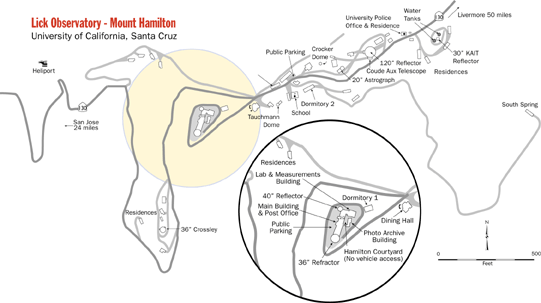 Lick Observatory - Mount Hamilton
University of California, Santa Cruz
Heliport
San Jose
24 miles
University Police
Office & Residence
Water
Tanks
Livermore 50 miles
Crocker
Dome
Public Parking
120" Reflector
Coude Aux Telescope
20" Astrograph
30" KAIT
Reflector
Residences
Tauchmann
Dome
School
Dormitory 2
South Spring
Residences
36" Crossley
Residences
Lab & Measurements
Building
40" Reflector
Main Building
& Post Office
Public
Parking
36" Refractor
Dormitory 1
Dining Hall
Photo Archive
Building
Hamilton Courtyard
(No vehicle access)
N
0
500
Feet